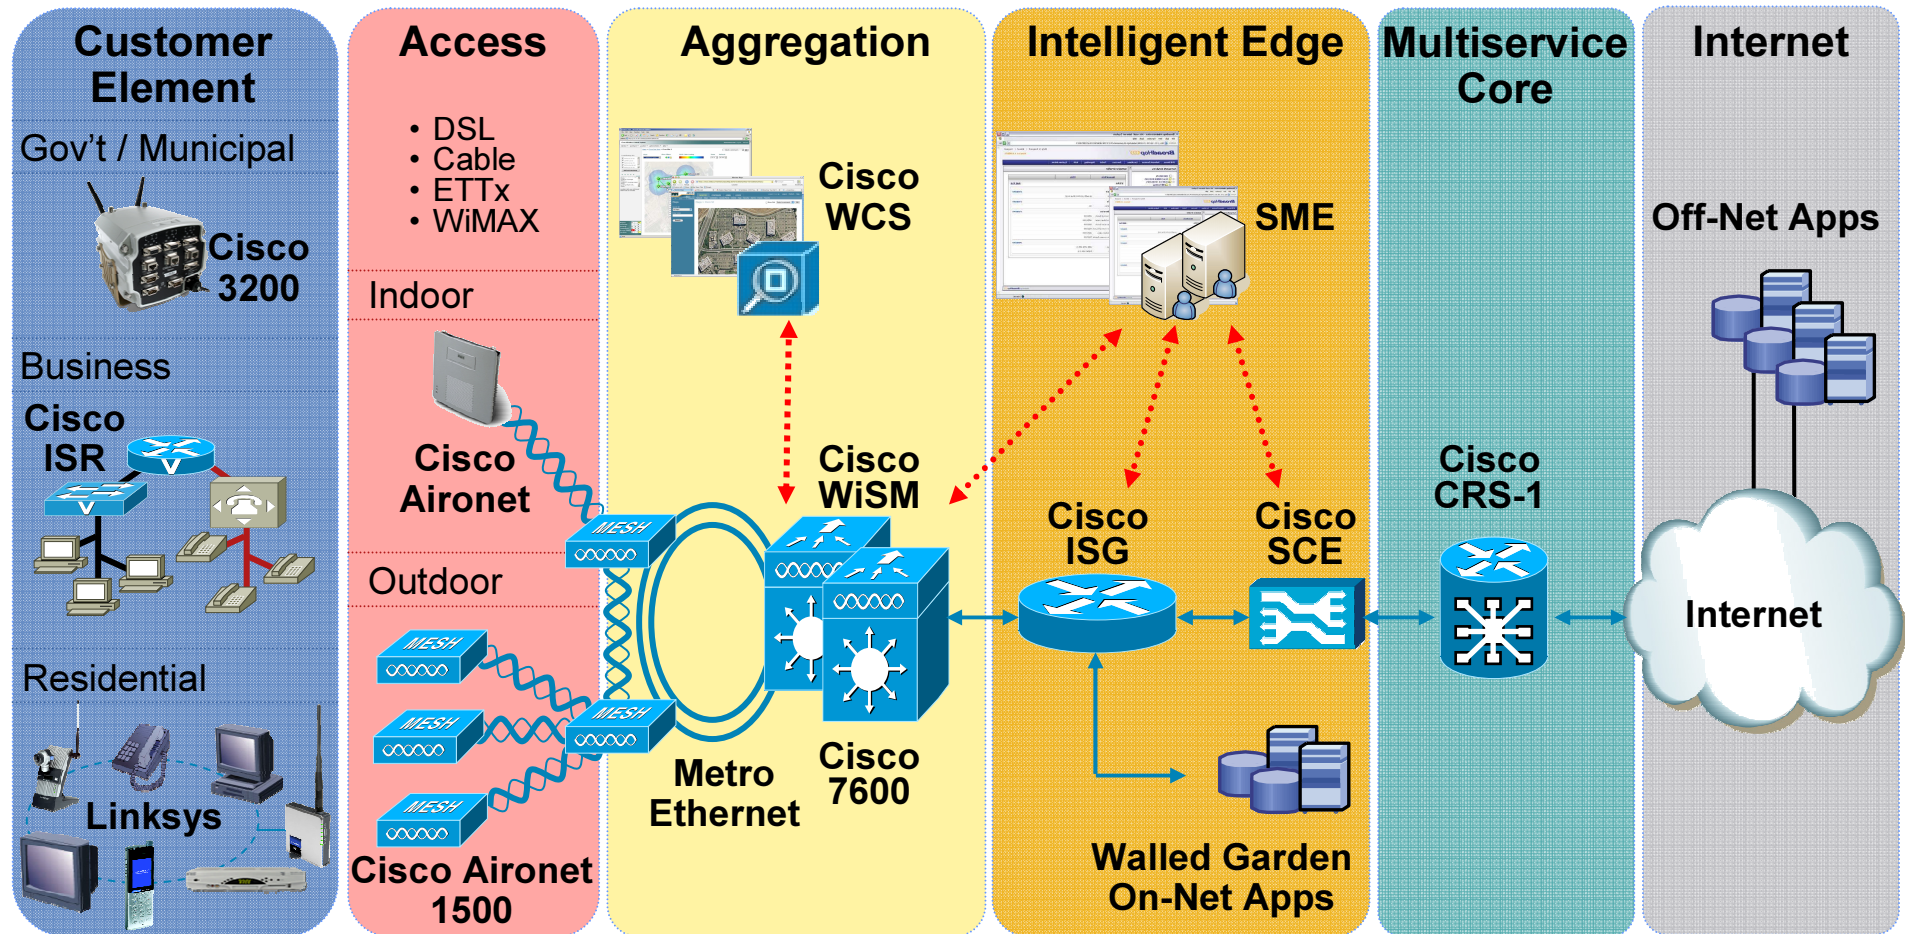 Customer
Element
Gov't / Municipal
Cisco
3200
Business
Cisco
ISR
V
V
Residential
Linksys
Access
• DSL
• Cable
• ETTx
• WiMAX
Indoor
Cisco
Aironet
MESH
Outdoor
MESH
MESH
MESH
MESH
Cisco Aironet
1500
Aggregation
Cisco
WCS
Cisco
WiSM
Metro
Ethernet
Cisco
7600
Intelligent Edge
BroadHop
SME
Cisco
ISG
Cisco
SCE
Walled Garden
On-Net Apps
Multiservice
Core
Cisco
CRS-1
Internet
Off-Net Apps
Internet